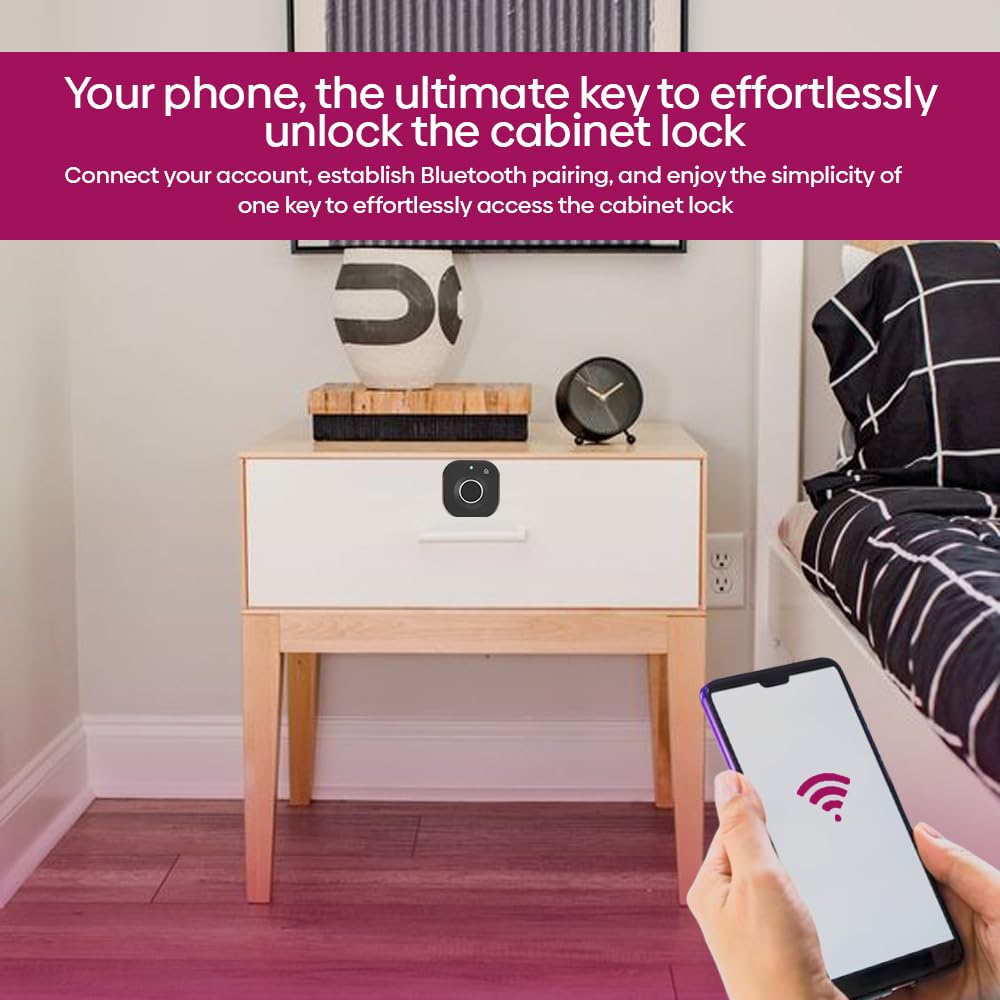 Your phone, the ultimate key to effortlessly
unlock the cabinet lock
Connect your account, establish Bluetooth pairing, and enjoy the simplicity of
one key to effortlessly access the cabinet lock